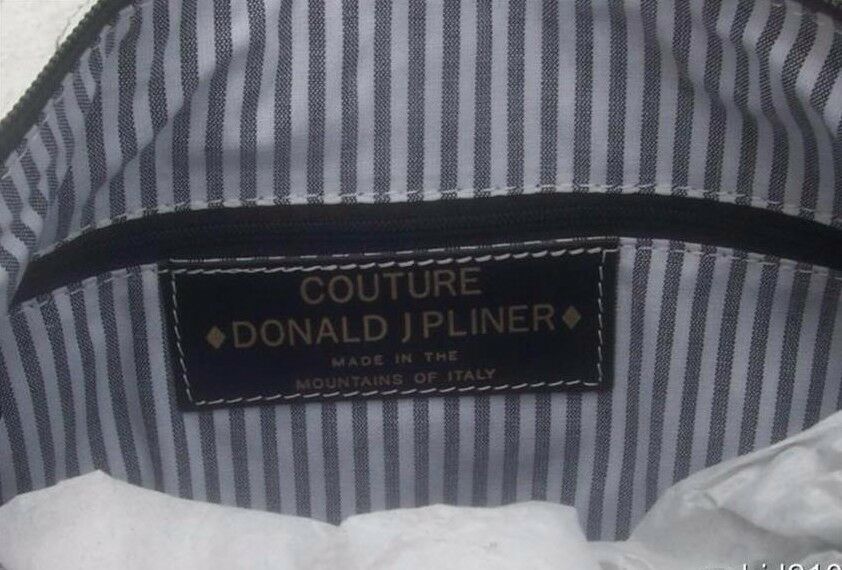 COUTURE
♦DONALD J PLINER♦
MADE IN THE
MOUNTAINS OF ITALY